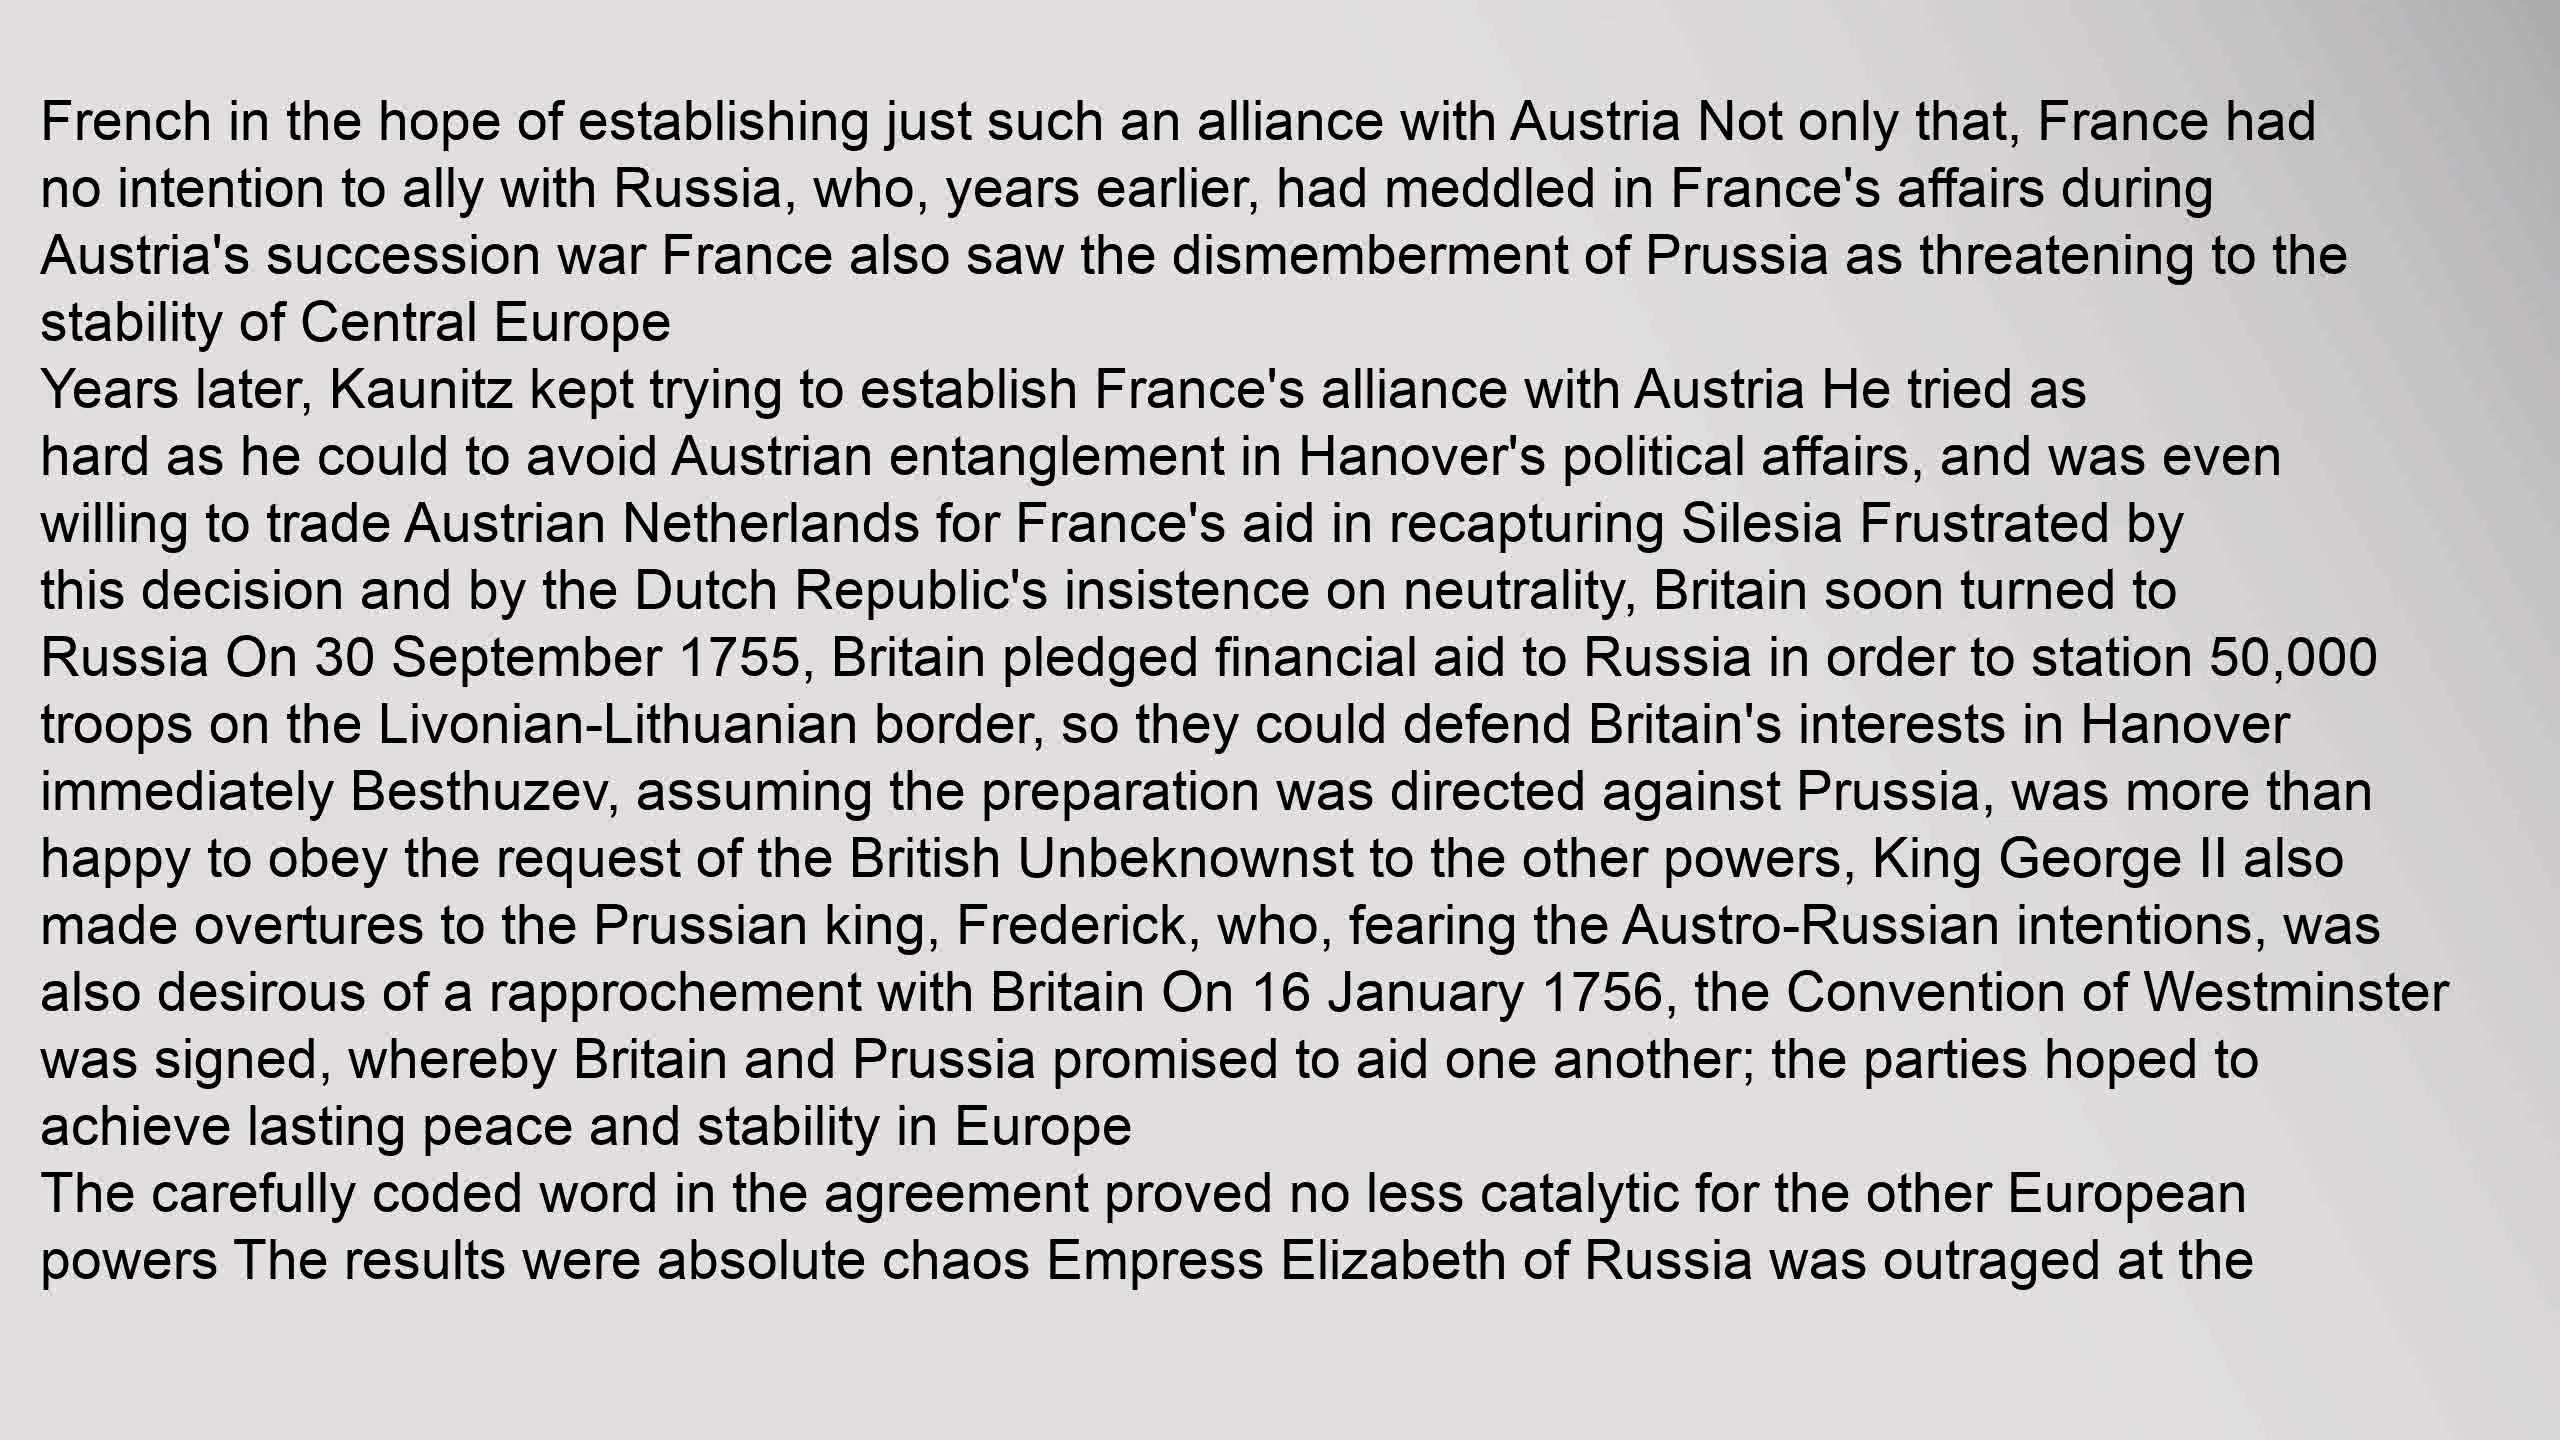 French in the hope of establishing just such an alliance with Austria Not only that, France had
no intention to ally with Russia, who, years earlier, had meddled in France's affairs during
Austria's succession war France also saw the dismemberment of Prussia as threatening to the
stability of Central Europe
Years later, Kaunitz kept trying to establish France's alliance with Austria He tried as
hard as he could to avoid Austrian entanglement in Hanover's political affairs, and was even
willing to trade Austrian Netherlands for France's aid in recapturing Silesia Frustrated by
this decision and by the Dutch Republic's insistence on neutrality, Britain soon turned to
Russia On 30 September 1755, Britain pledged financial aid to Russia in order to station 50,000
troops on the Livonian-Lithuanian border, so they could defend Britain's interests in Hanover
immediately Besthuzev, assuming the preparation was directed against Prussia, was more than
happy to obey the request of the British Unbeknownst to the other powers, King George II also
made overtures to the Prussian king, Frederick, who, fearing the Austro-Russian intentions, was
also desirous of a rapprochement with Britain On 16 January 1756, the Convention of Westminster
was signed, whereby Britain and Prussia promised to aid one another; the parties hoped to
achieve lasting peace and stability in Europe
The carefully coded word in the agreement proved no less catalytic for the other European
powers The results were absolute chaos Empress Elizabeth of Russia was outraged at the